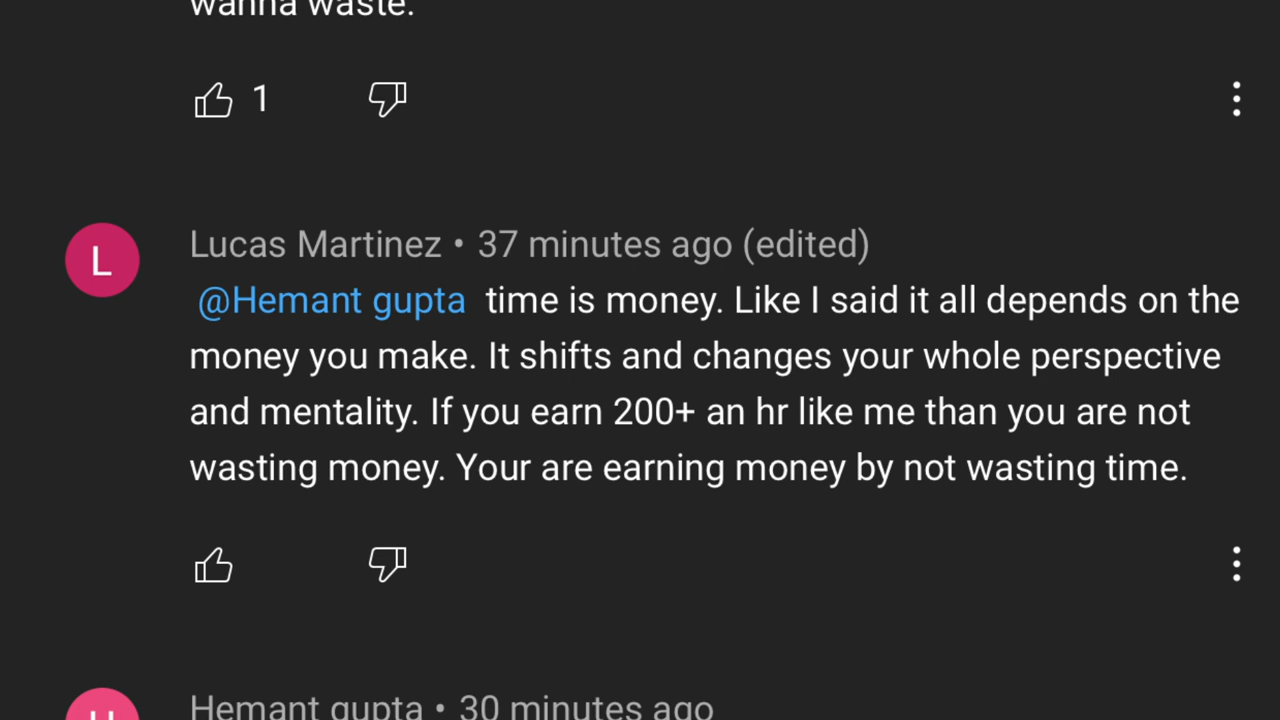 wanna waste.
1
L
Lucas Martinez • 37 minutes ago (edited)
@Hemant gupta time is money. Like I said it all depends on the
money you make. It shifts and changes your whole perspective
and mentality. If you earn 200+ an hr like me than you are not
wasting money. Your are earning money by not wasting time.
H
Hemant gupta • 30 minutes ago